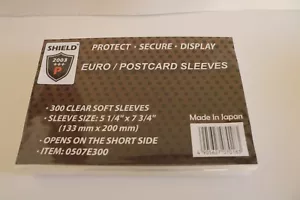 SHIELD
2003
P
PROTECT • SECURE • DISPLAY
EURO / POSTCARD SLEEVES
• 300 CLEAR SOFT SLEEVES
• SLEEVE SIZE: 5 1/4" x 7 3/4"
(133 mm x 200 mm)
• OPENS ON THE SHORT SIDE
• ITEM: 0507E300
Made in Japan